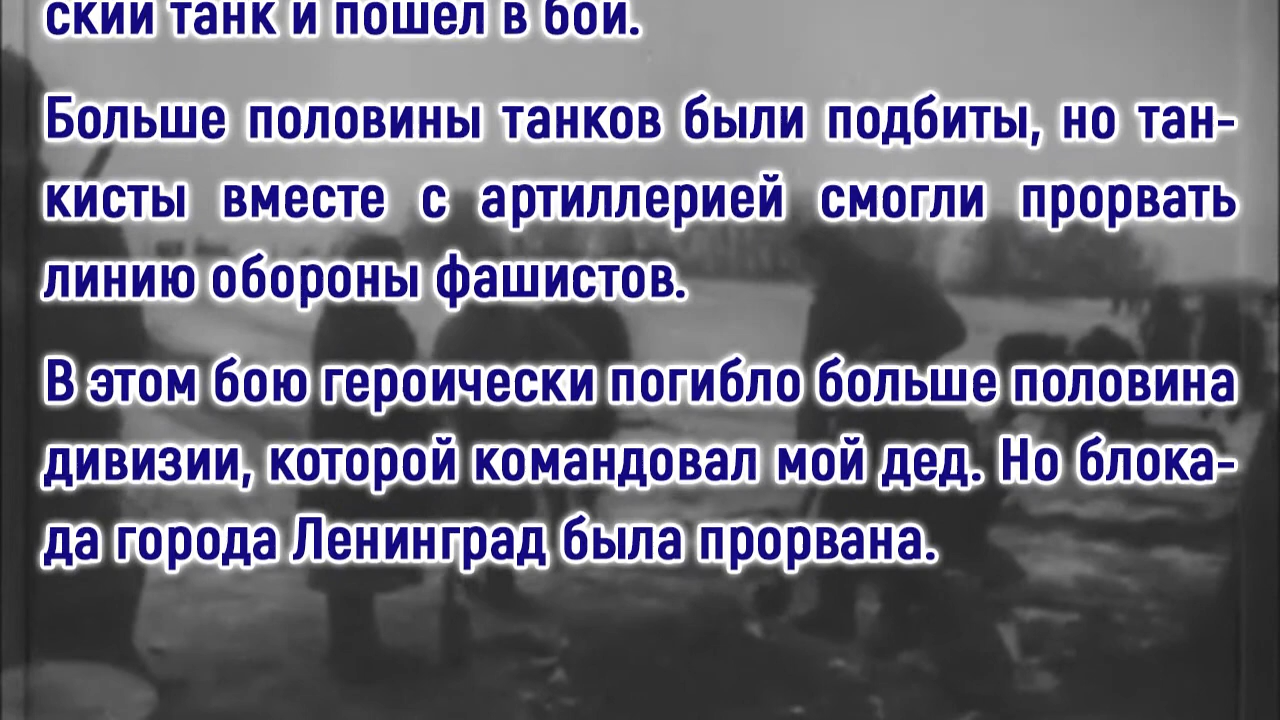 ский танк и пошел в бой.
Больше половины танков были подбиты, но тан-
кисты вместе с артиллерией смогли прорвать
линию обороны фашистов.
В этом бою героически погибло больше половина
дивизии, которой командовал мой дед. Но блока-
да города Ленинград была прорвана.